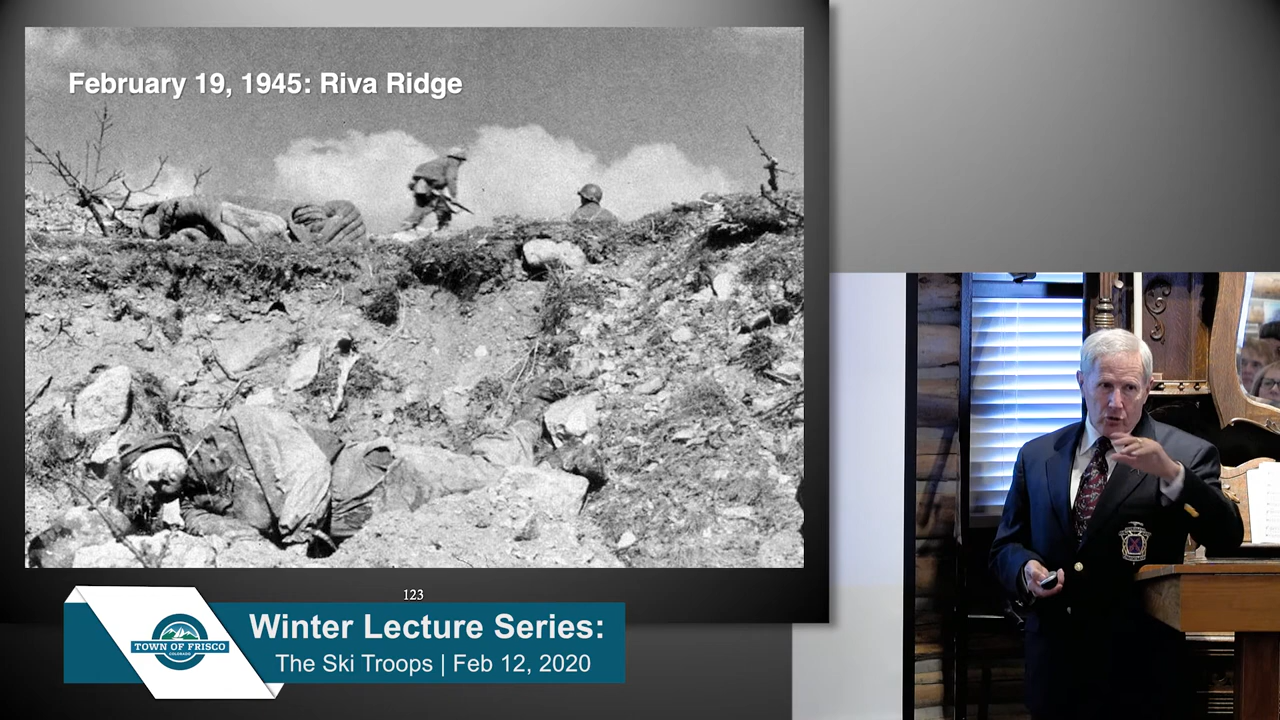 February 19, 1945: Riva Ridge
123
TOWN OF FRISCO
COLORADO
Winter Lecture Series:
The Ski Troops | Feb 12, 2020